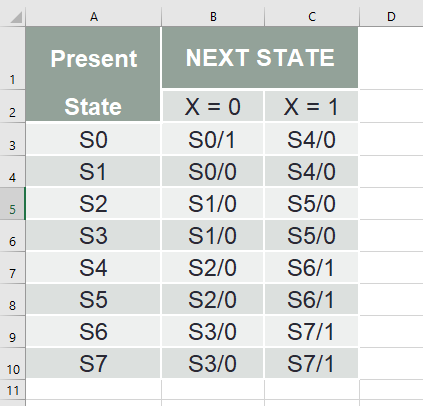 A B C D
1 Present NEXT STATE
2 State X = 0 X = 1
3 S0 S0/1 S4/0
4 S1 S0/0 S4/0
5 S2 S1/0 S5/0
6 S3 S1/0 S5/0
7 S4 S2/0 S6/1
8 S5 S2/0 S6/1
9 S6 S3/0 S7/1
10 S7 S3/0 S7/1
11